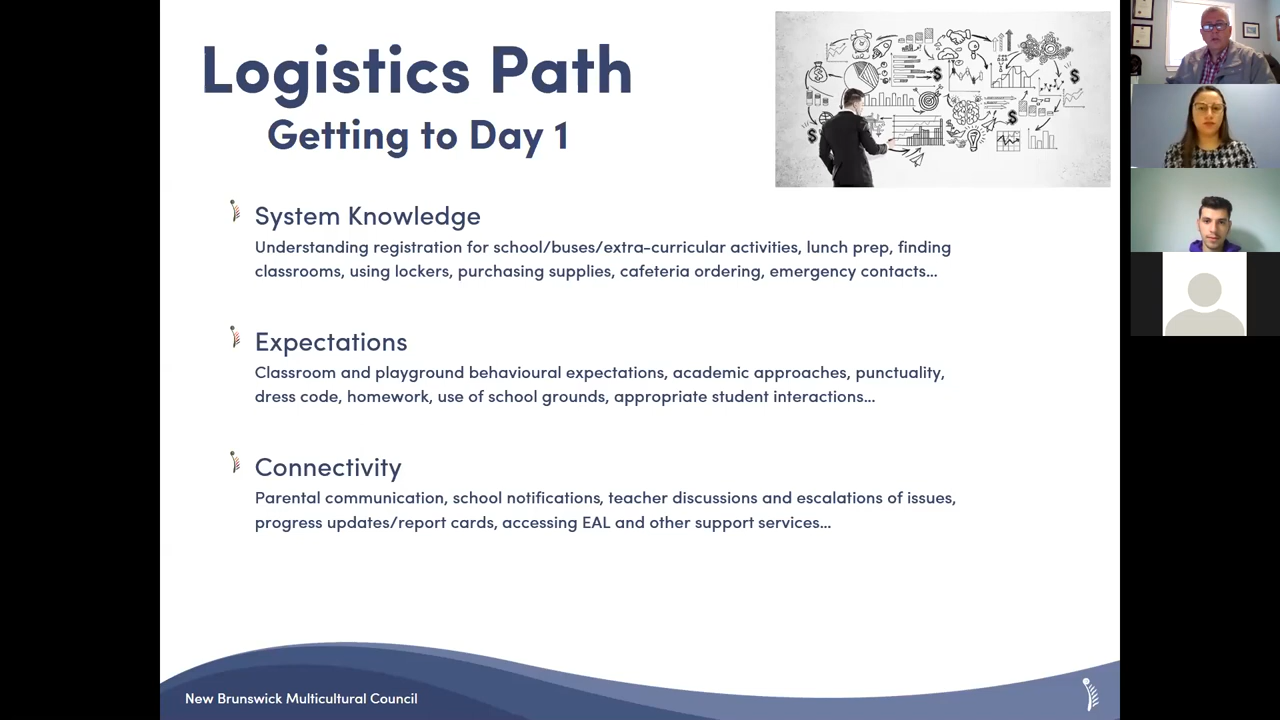 Logistics Path
Getting to Day 1
System Knowledge
Understanding registration for school/buses/extra-curricular activities, lunch prep, finding
classrooms, using lockers, purchasing supplies, cafeteria ordering, emergency contacts...
Expectations
Classroom and playground behavioural expectations, academic approaches, punctuality,
dress code, homework, use of school grounds, appropriate student interactions...
Connectivity
Parental communication, school notifications, teacher discussions and escalations of issues,
progress updates/report cards, accessing EAL and other support services...
New Brunswick Multicultural Council